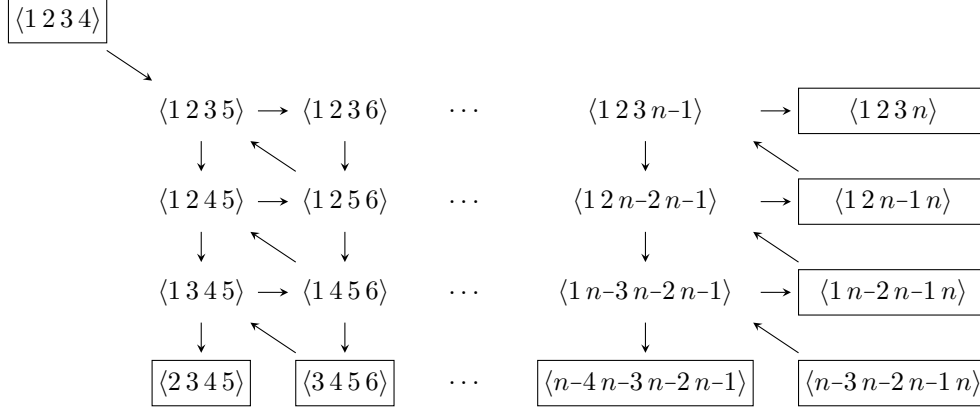 ⟨1 2 3 4⟩
⟨1 2 3 5⟩ ⟨1 2 3 6⟩ ⋯ ⟨1 2 3 n–1⟩ ⟨1 2 3 n⟩
⟨1 2 4 5⟩ ⟨1 2 5 6⟩ ⋯ ⟨1 2 n–2 n–1⟩ ⟨1 2 n–1 n⟩
⟨1 3 4 5⟩ ⟨1 4 5 6⟩ ⋯ ⟨1 n–3 n–2 n–1⟩ ⟨1 n–2 n–1 n⟩
⟨2 3 4 5⟩ ⟨3 4 5 6⟩ ⋯ ⟨n–4 n–3 n–2 n–1⟩ ⟨n–3 n–2 n–1 n⟩